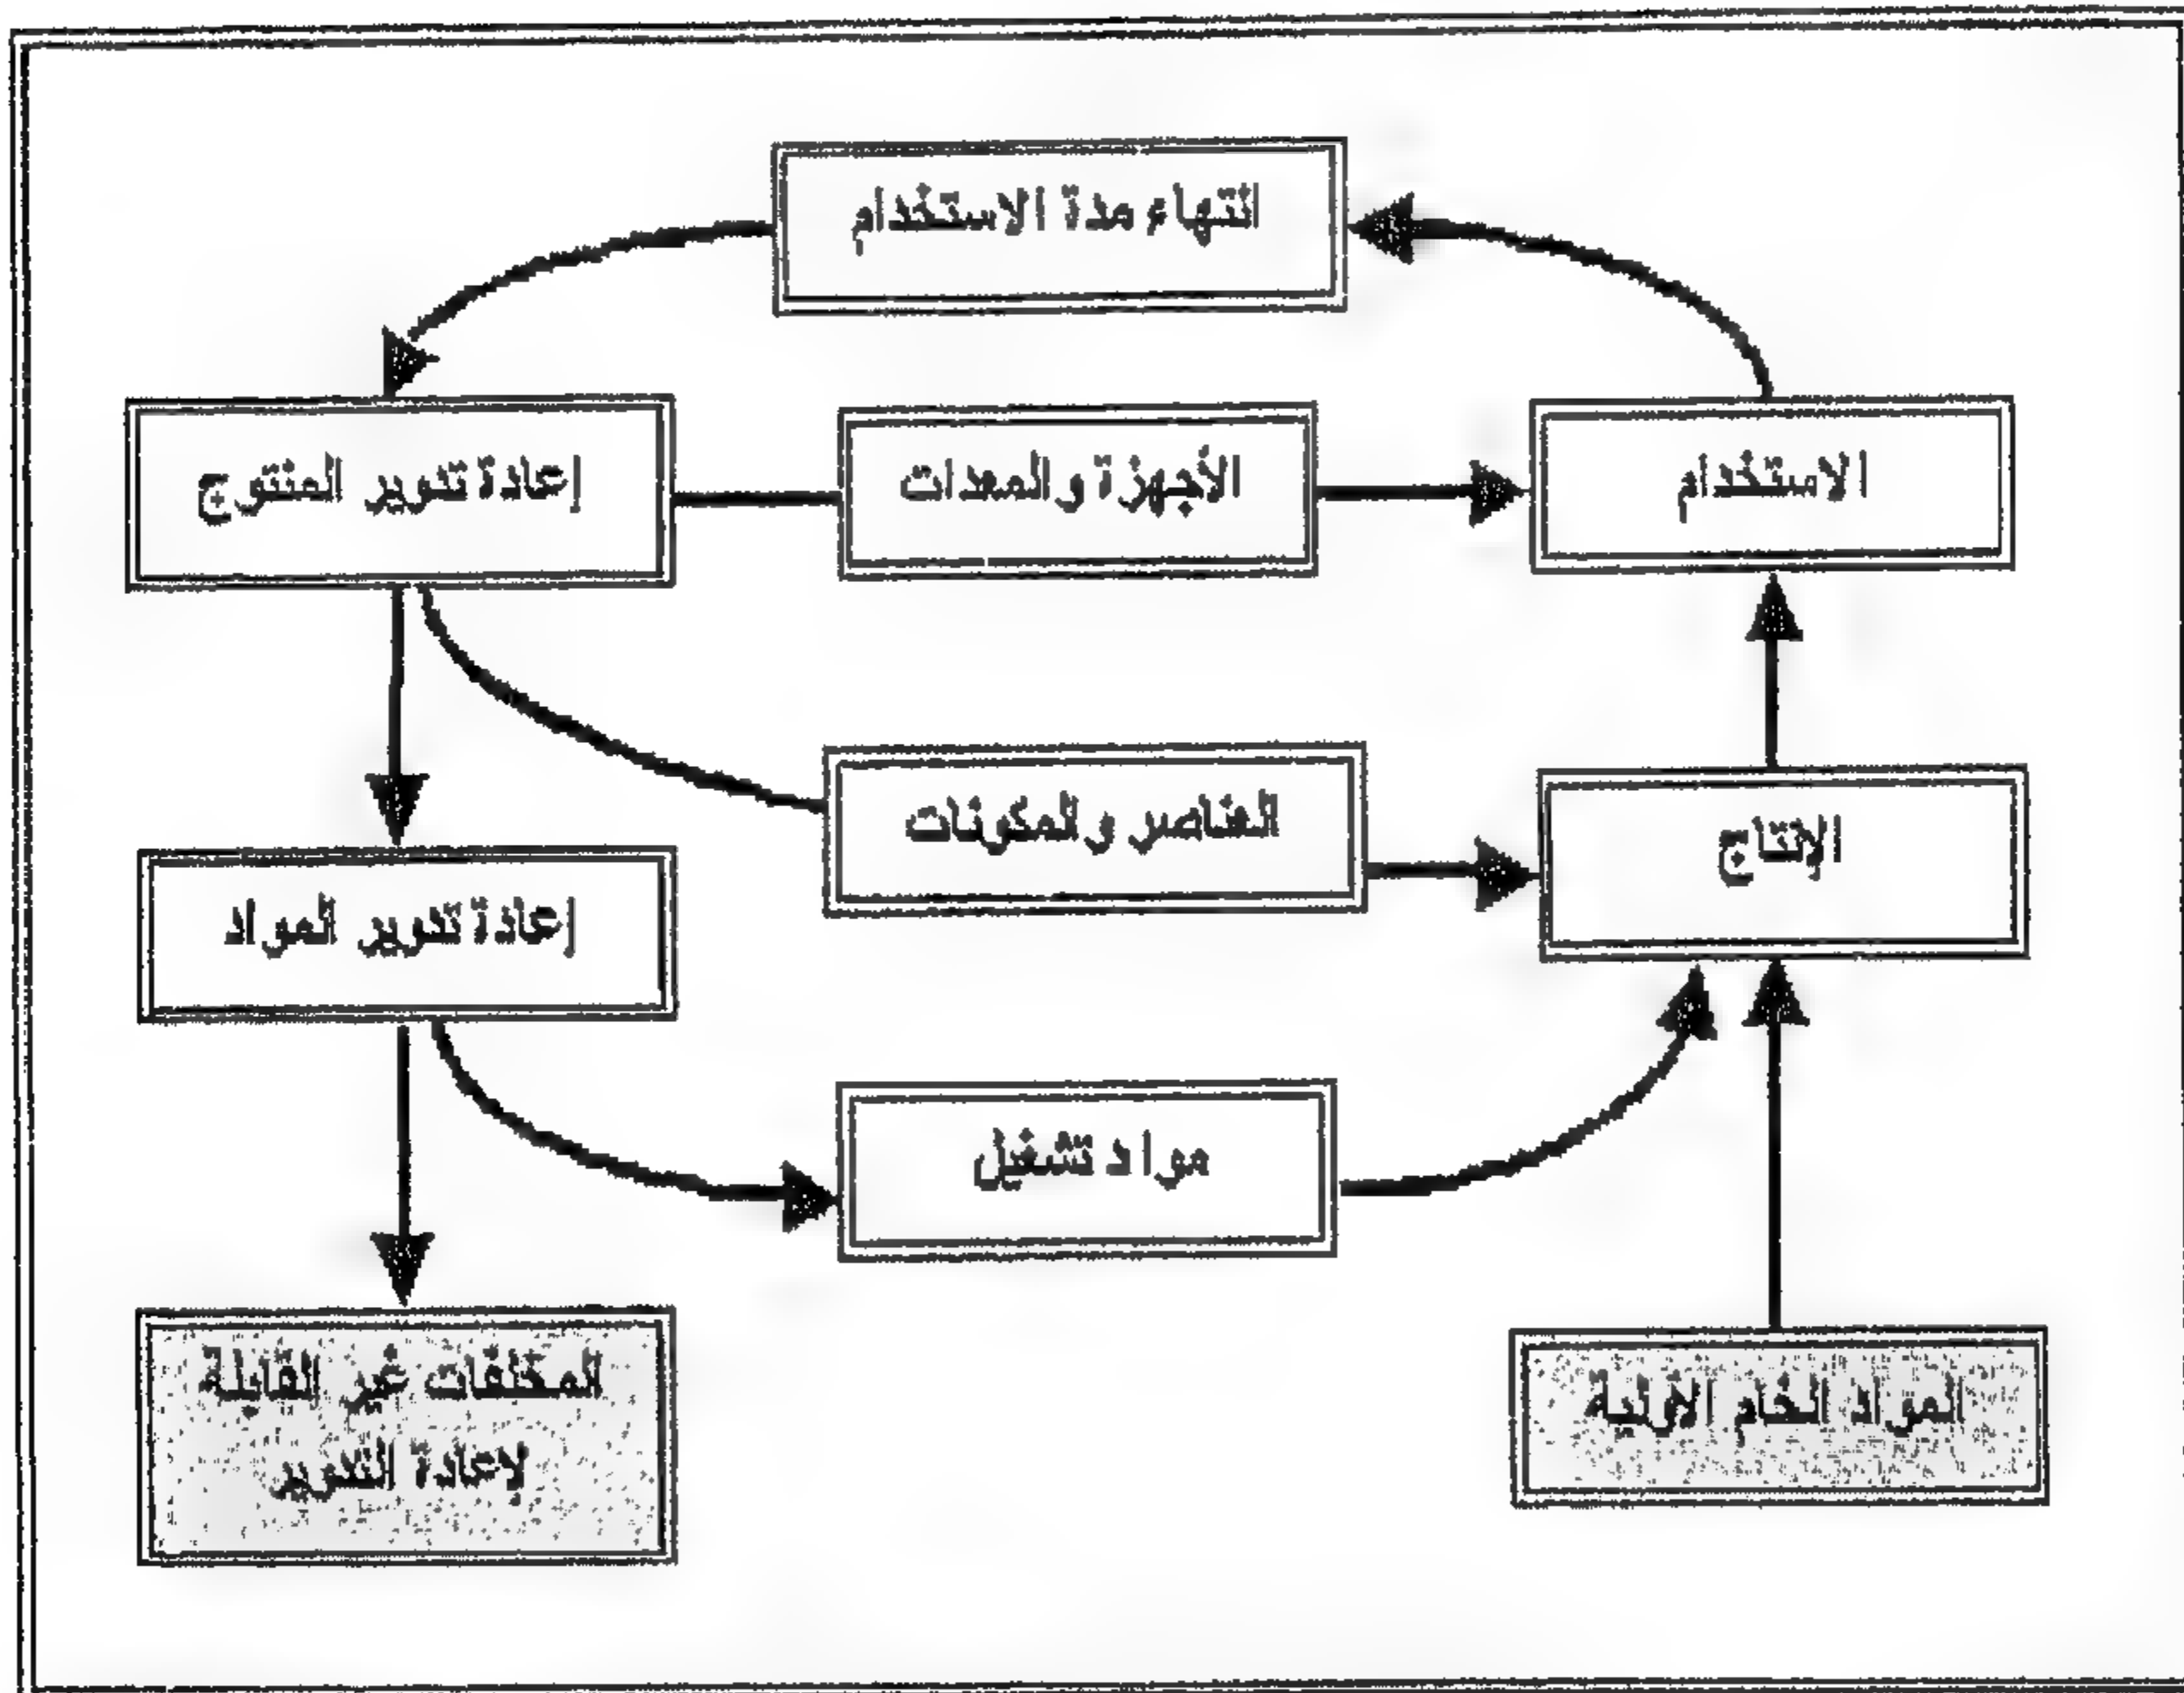 انتهاء مدة الاستخدام
الاستخدام
الأجهزة والمعدات
إعادة تدوير المنتوج
الإنتاج
العناصر والمكونات
إعادة تدوير المواد
مواد تشغيل
المواد الخام الأولية
المخلفات غير القابلة
لإعادة التدوير